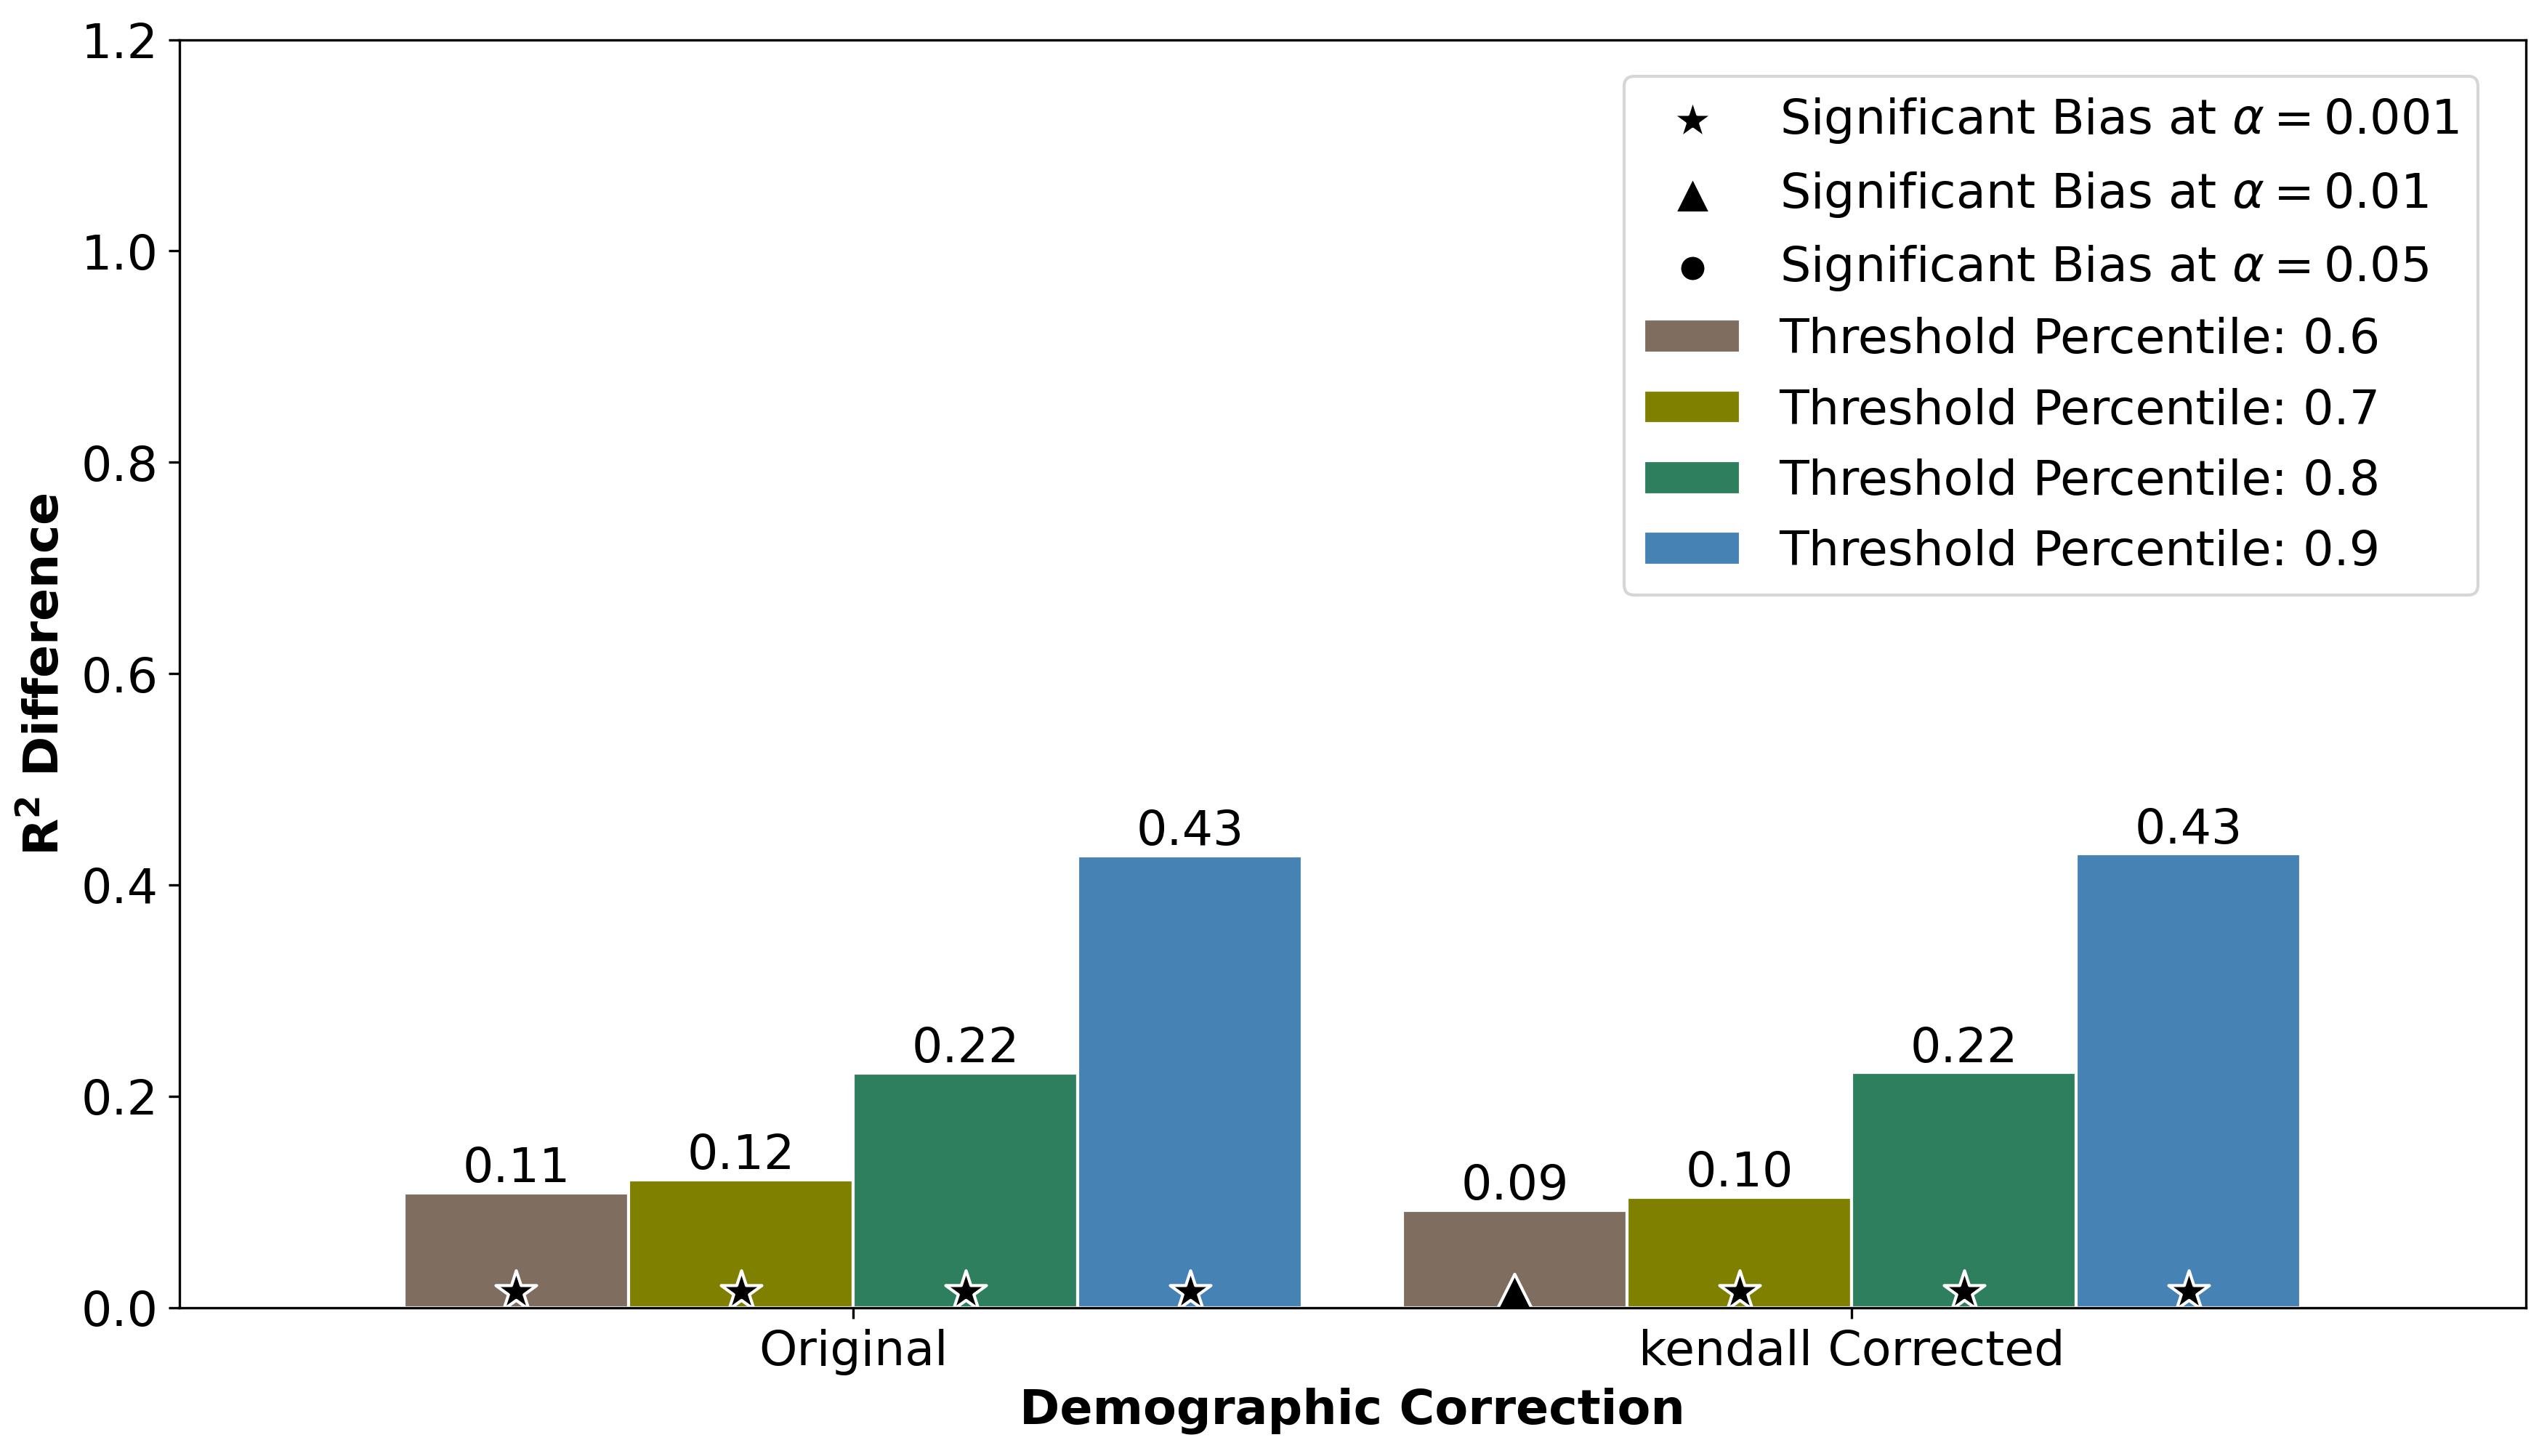 1.2
1.0
0.8
0.6
0.4
0.2
0.0
R² Difference
Significant Bias at α = 0.001
Significant Bias at α = 0.01
Significant Bias at α = 0.05
Threshold Percentile: 0.6
Threshold Percentile: 0.7
Threshold Percentile: 0.8
Threshold Percentile: 0.9
0.11
0.12
0.22
0.43
0.09
0.10
0.22
0.43
Original
kendall Corrected
Demographic Correction